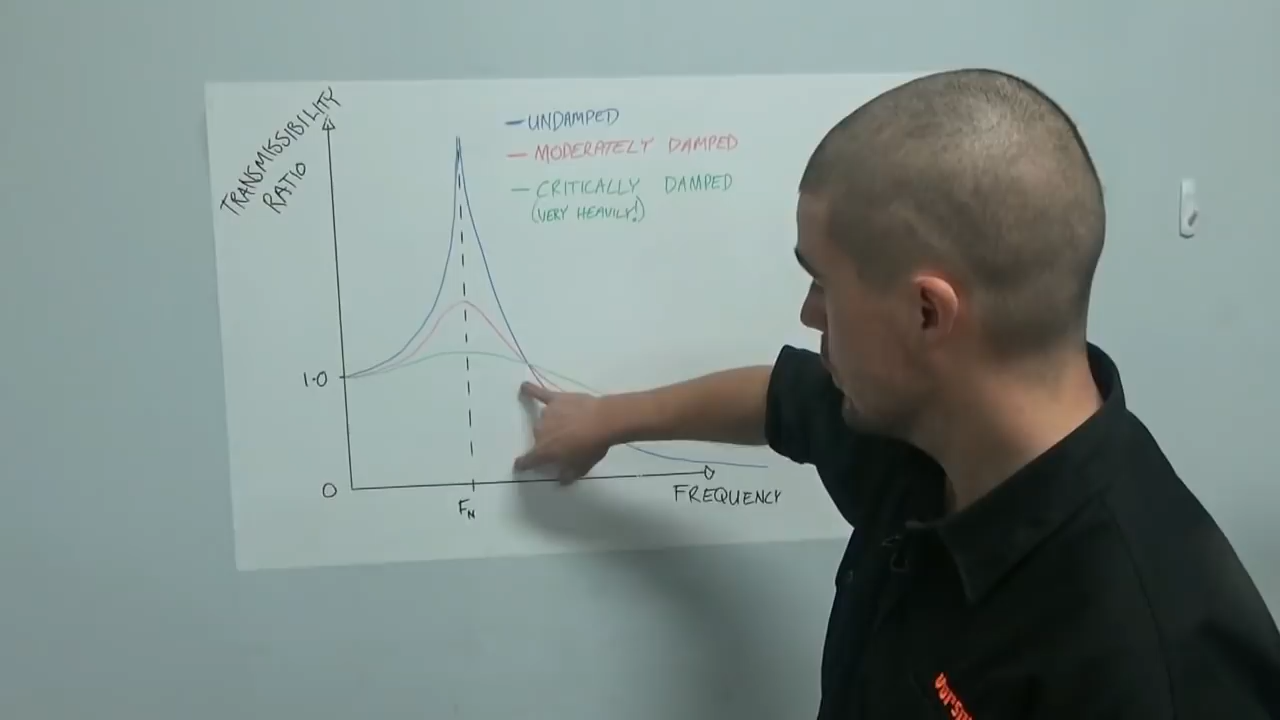 TRANSMISSIBILITY
RATIO
- UNDAMPED
- MODERATELY DAMPED
- CRITICALLY DAMPED
(VERY HEAVILY!)
1.0
0
FN
FREQUENCY